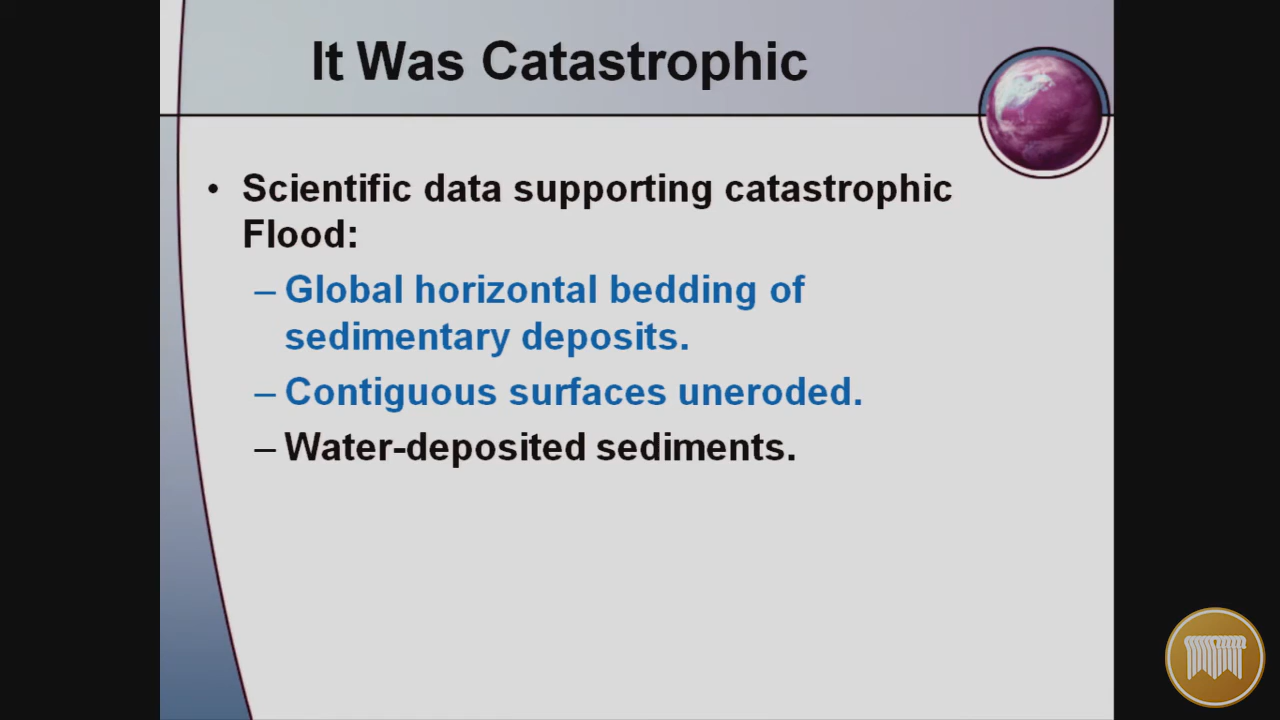 It Was Catastrophic
• Scientific data supporting catastrophic
Flood:
– Global horizontal bedding of
sedimentary deposits.
– Contiguous surfaces uneroded.
– Water-deposited sediments.